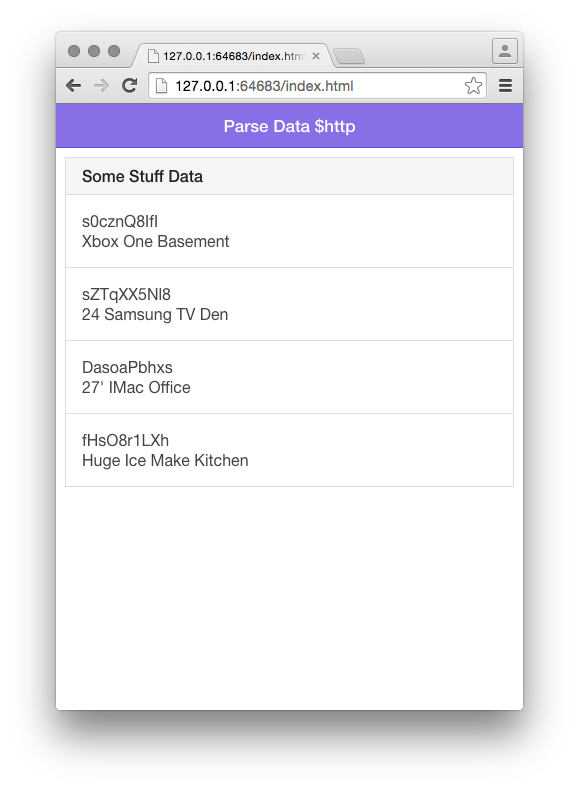 127.0.0.1:64683/index.htm
127.0.0.1:64683/index.html
Parse Data $http
Some Stuff Data
s0cznQ8IfI
Xbox One Basement
sZTqXX5NI8
24 Samsung TV Den
DasoaPbhxs
27' IMac Office
fHsO8r1LXh
Huge Ice Make Kitchen